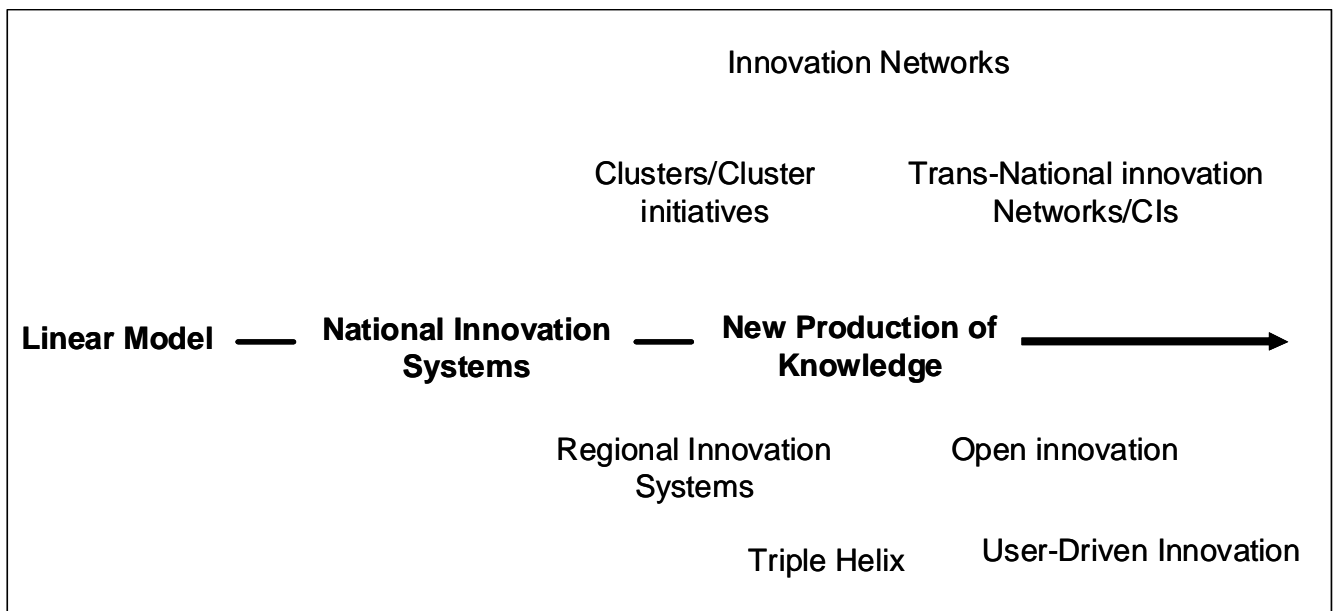 Innovation Networks
Clusters/Cluster
initiatives
Trans-National innovation
Networks/CIs
Linear Model
National Innovation
Systems
New Production of
Knowledge
Regional Innovation
Systems
Open innovation
Triple Helix
User-Driven Innovation